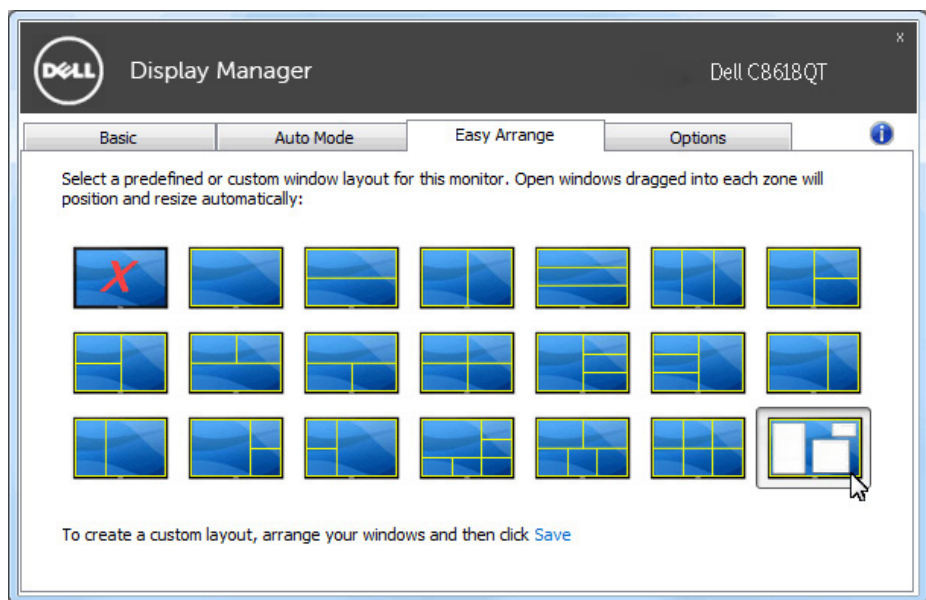 DELL
Display Manager
Dell C8618QT
x
Basic
Auto Mode
Easy Arrange
Options
i
Select a predefined or custom window layout for this monitor. Open windows dragged into each zone will
position and resize automatically:
X
To create a custom layout, arrange your windows and then click Save